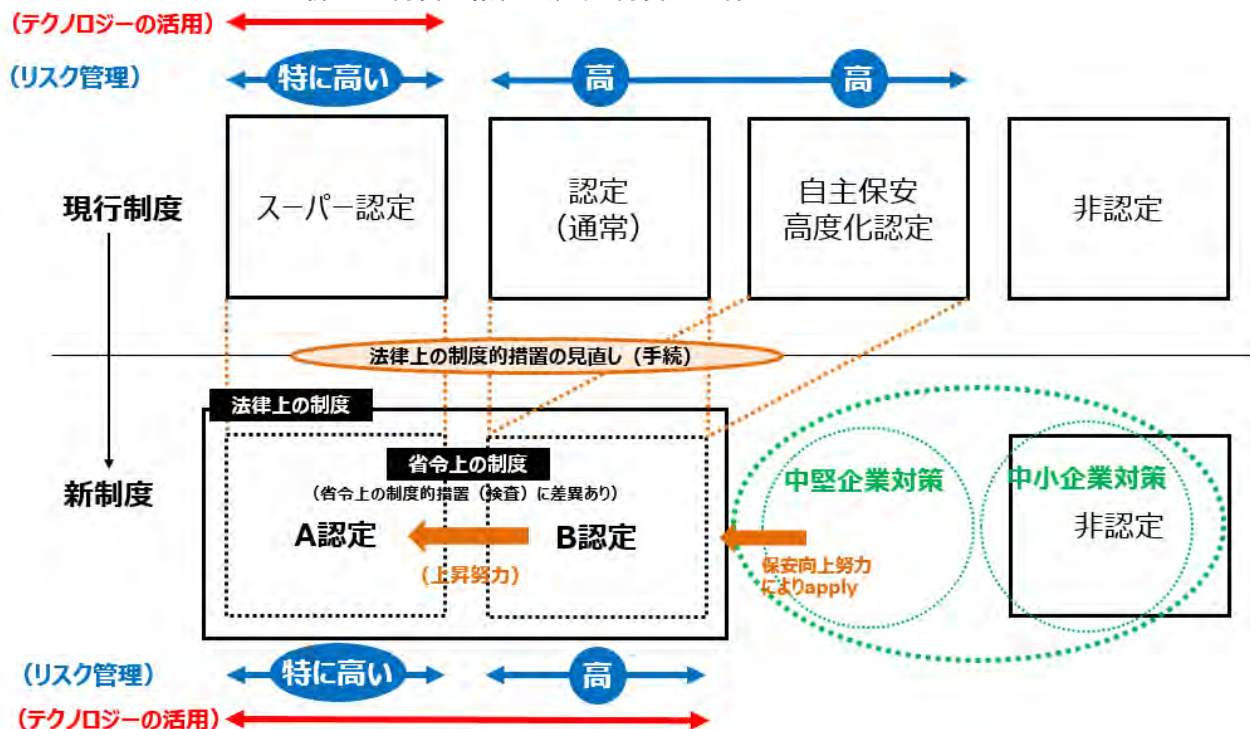 (テクノロジーの活用)
(リスク管理)
特に高い
高
高
現行制度
スーパー認定
認定
(通常)
自主保安
高度化認定
非認定
法律上の制度的措置の見直し(手続)
法律上の制度
省令上の制度
(省令上の制度的措置(検査)に差異あり)
新制度
A認定
B認定
(上昇努力)
保安向上努力
によりapply
中堅企業対策
中小企業対策
非認定
(リスク管理)
特に高い
高
(テクノロジーの活用)